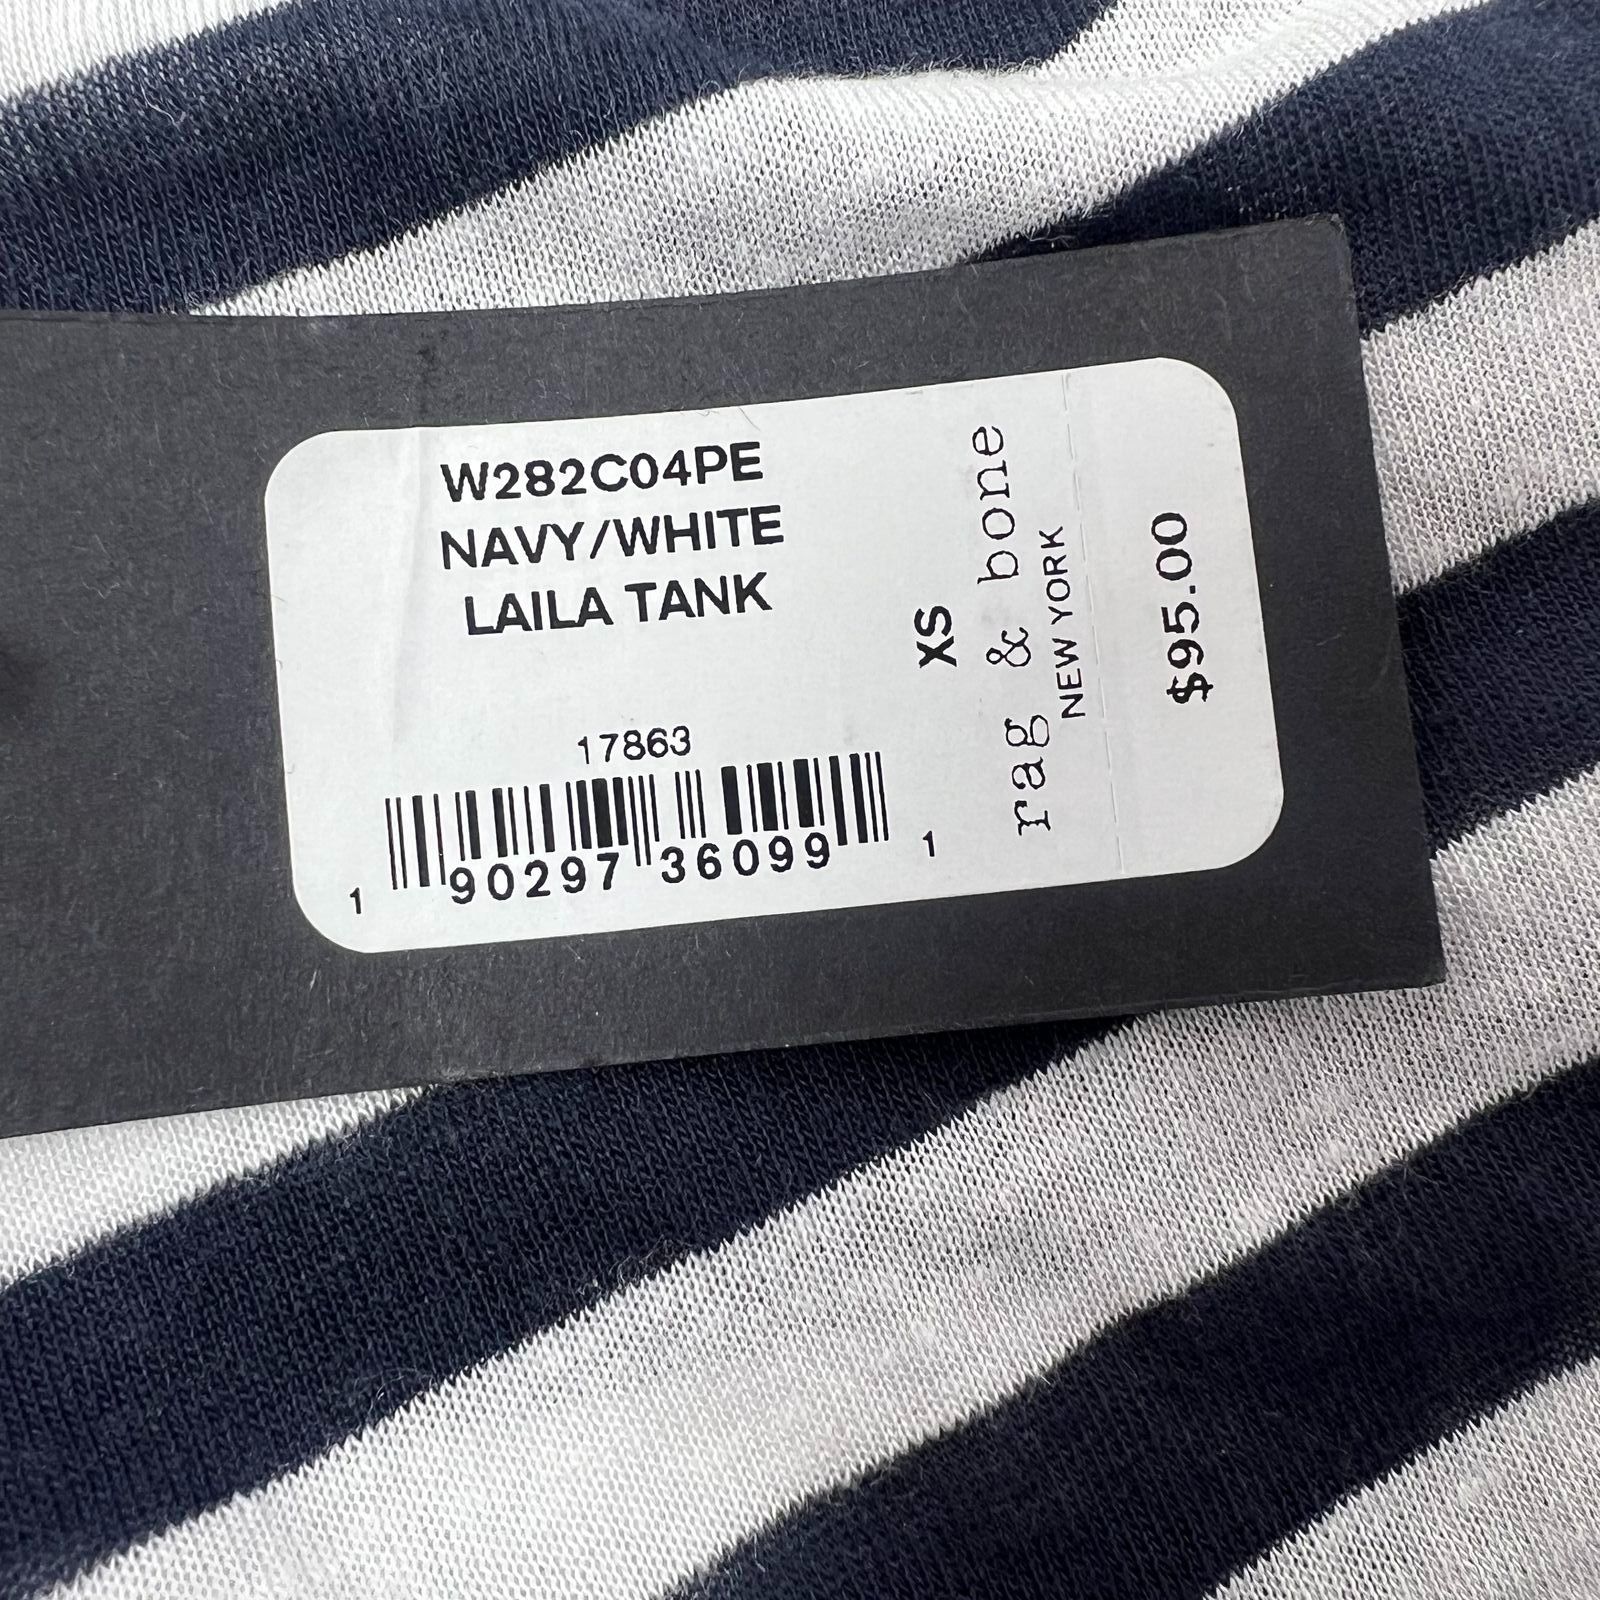 W282C04PE
NAVY/WHITE
LAILA TANK
17863
1 90297 36099 1
XS
rag & bone
NEW YORK
$95.00